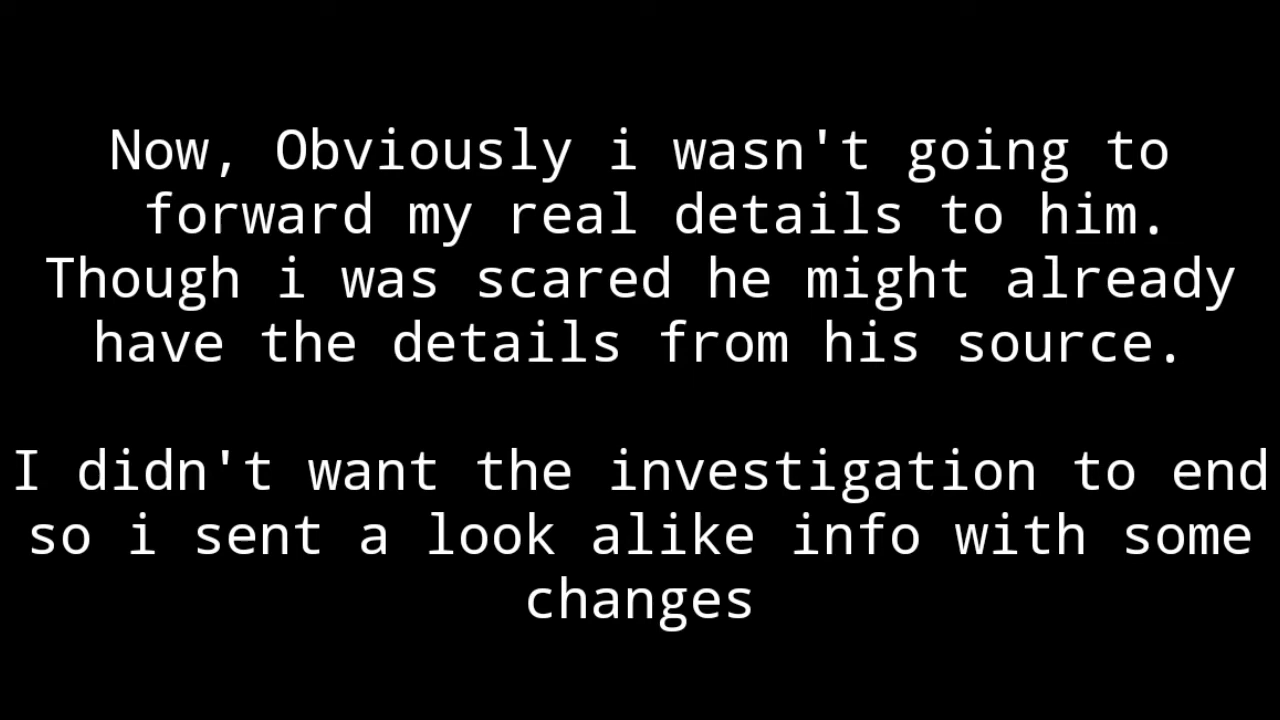 Now, Obviously i wasn't going to
forward my real details to him.
Though i was scared he might already
have the details from his source.
I didn't want the investigation to end
so i sent a look alike info with some
changes